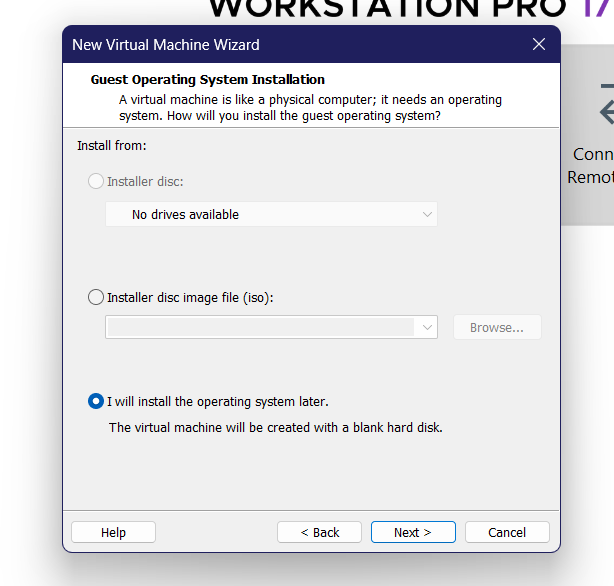 WORKSTATION PRO 17
New Virtual Machine Wizard
Guest Operating System Installation
A virtual machine is like a physical computer; it needs an operating
system. How will you install the guest operating system?
Install from:
Installer disc:
No drives available
Installer disc image file (iso):
Browse...
I will install the operating system later.
The virtual machine will be created with a blank hard disk.
Help
< Back
Next >
Cancel
Conn
Remot